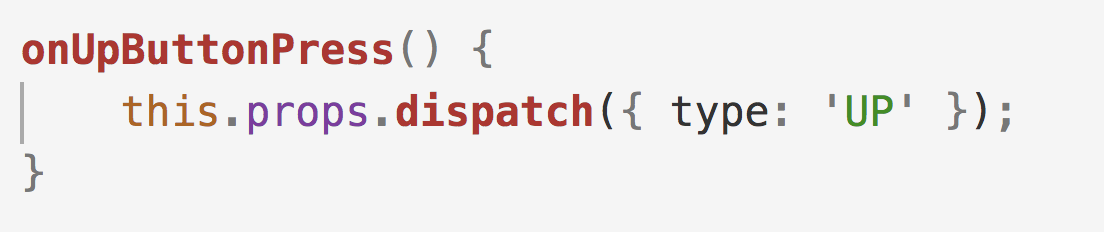 onUpButtonPress() {
    this.props.dispatch({ type: 'UP' });
}